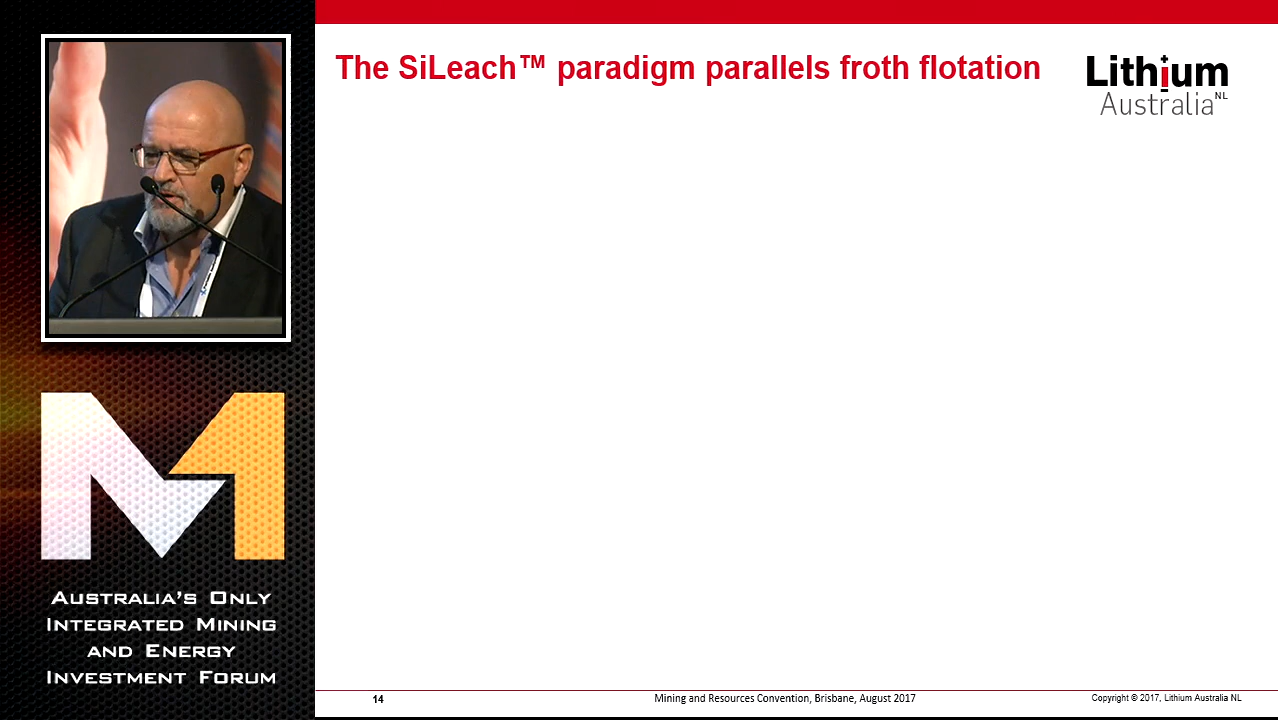 The SiLeach™ paradigm parallels froth flotation
Lithium
Australia NL
Australia's Only
Integrated Mining
and Energy
Investment Forum
14
Mining and Resources Convention, Brisbane, August 2017
Copyright © 2017, Lithium Australia NL